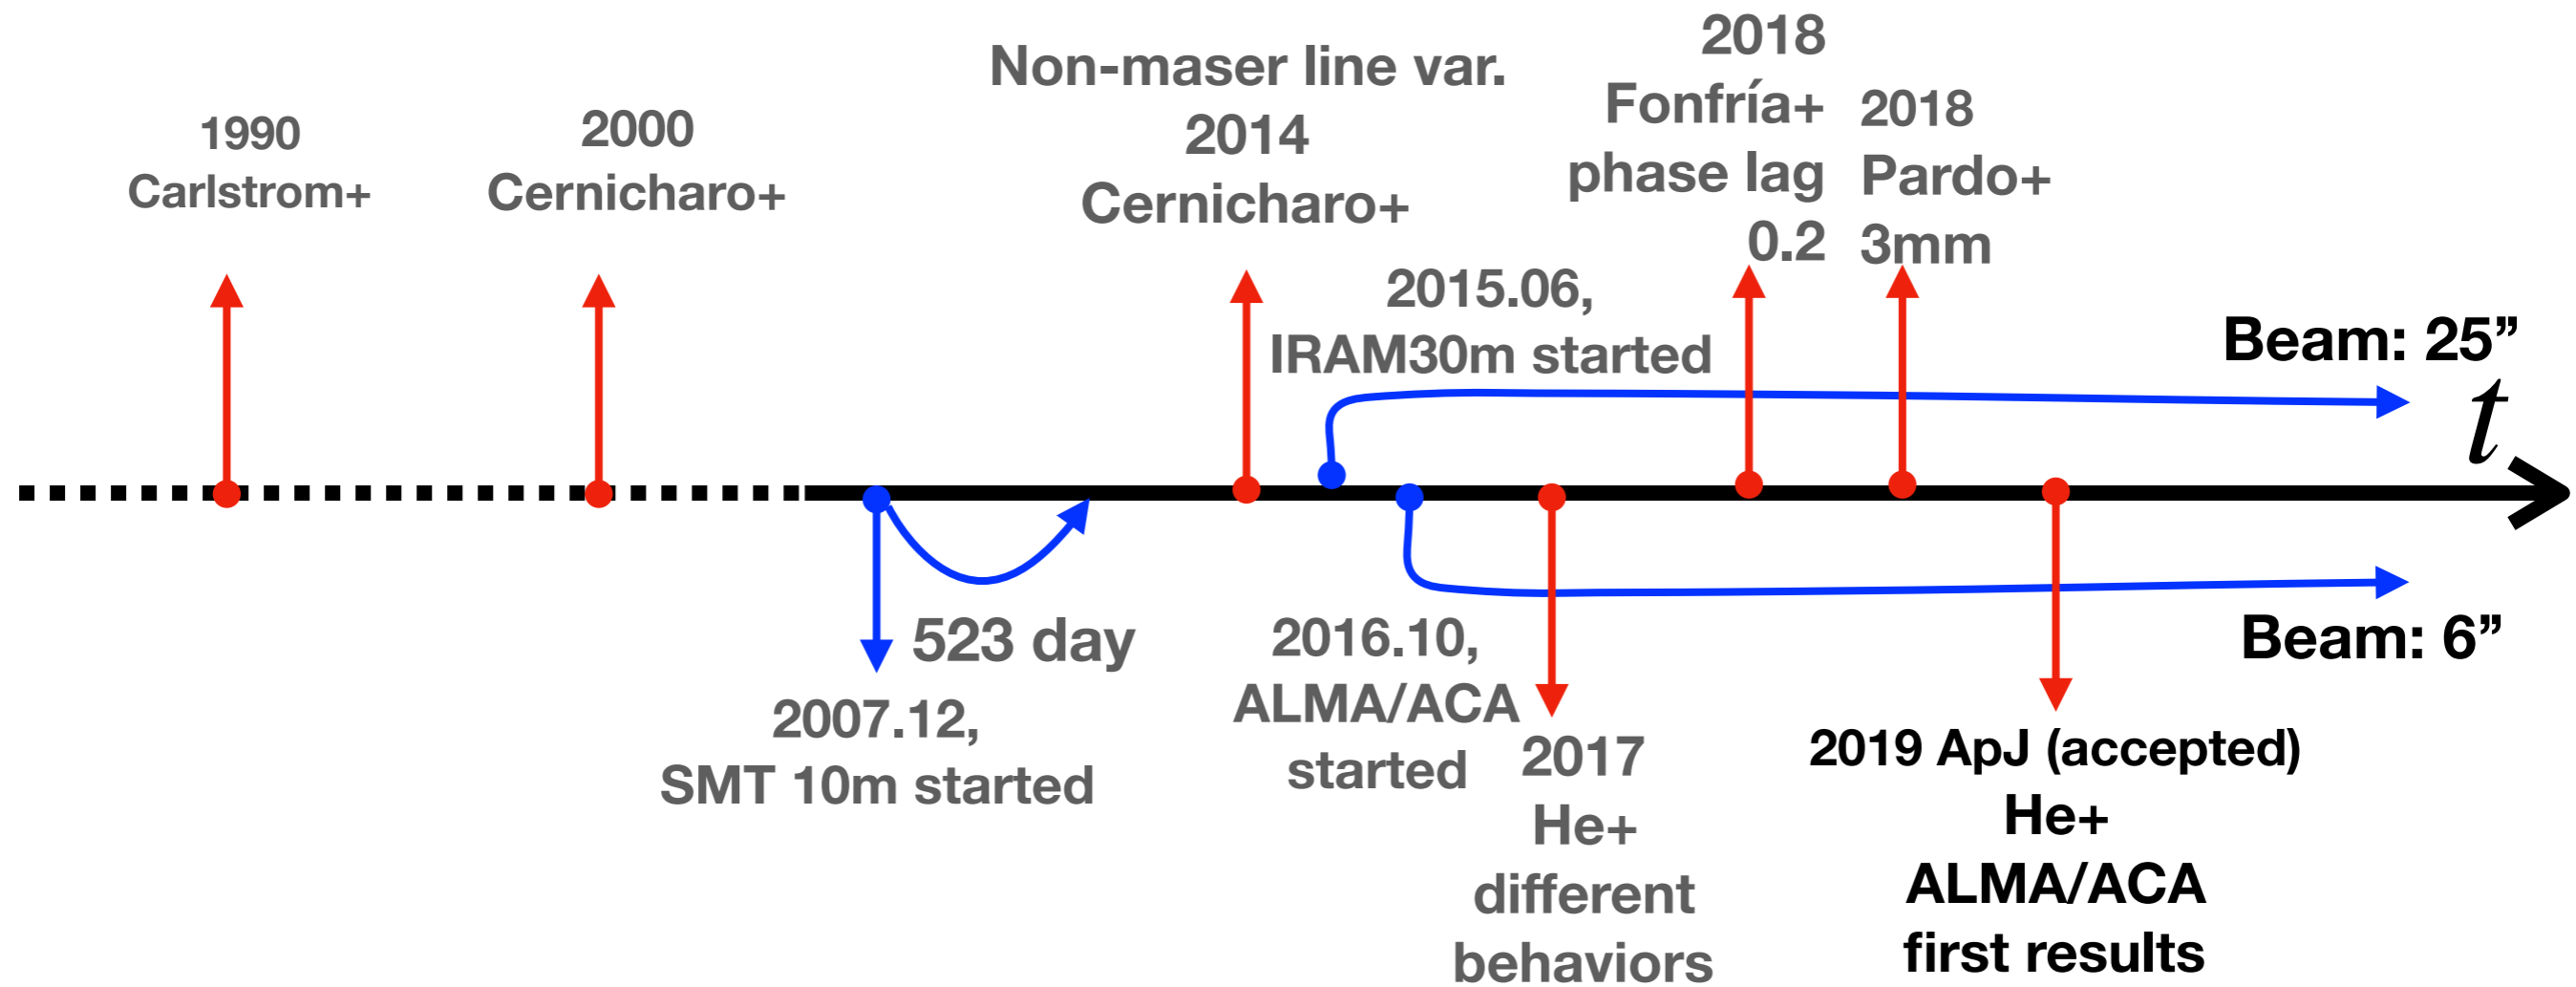 1990
Carlstrom+
2000
Cernicharo+
Non-maser line var.
2014
Cernicharo+
2018
Fonfría+
phase lag
0.2
2018
Pardo+
3mm
2015.06,
IRAM30m started
Beam: 25”
t
523 day
2007.12,
SMT 10m started
2016.10,
ALMA/ACA
started
2017
He+
different
behaviors
Beam: 6”
2019 ApJ (accepted)
He+
ALMA/ACA
first results